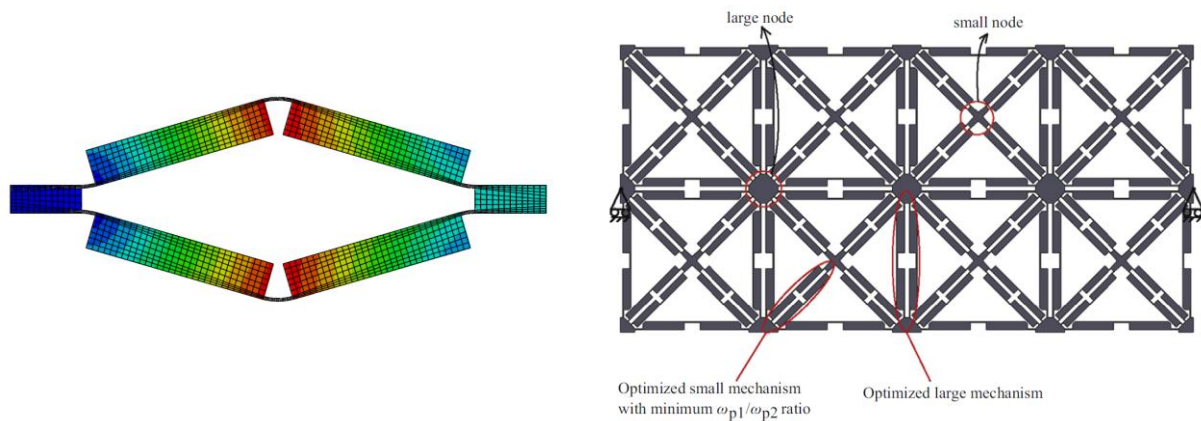 large node
small node
Optimized small mechanism
with minimum ωp1/ωp2 ratio
Optimized large mechanism